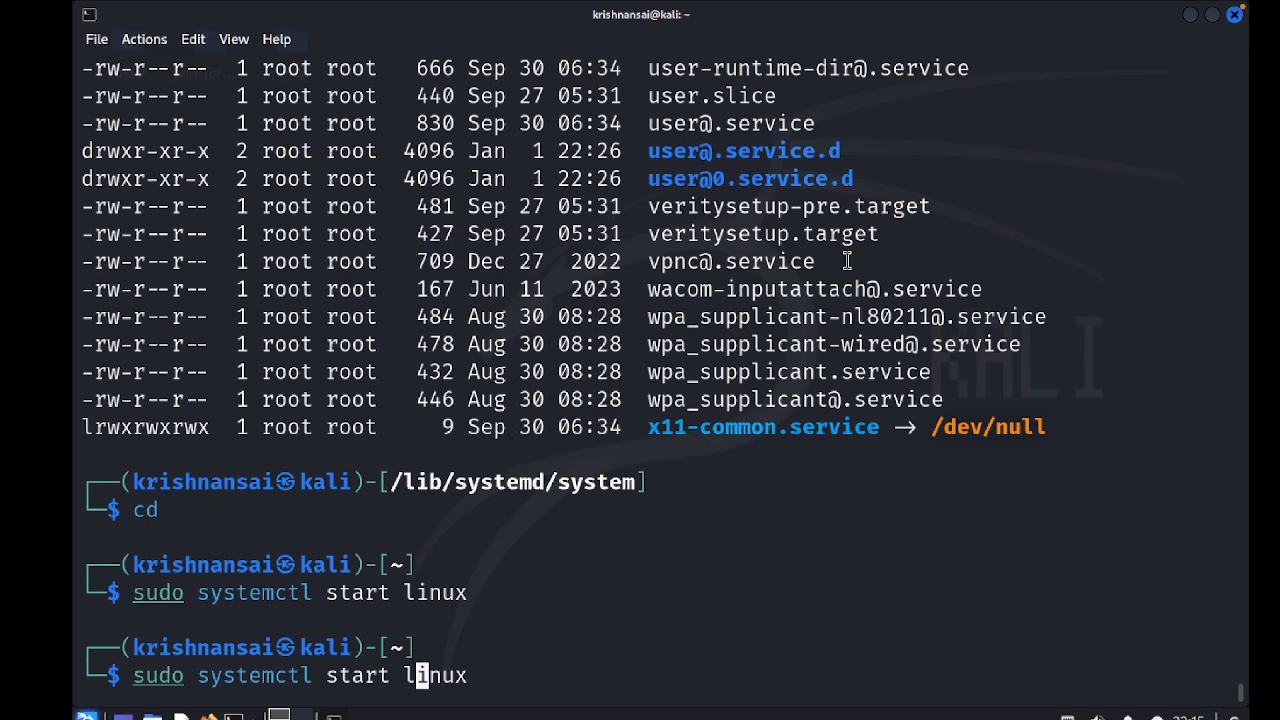 krishnansai@kali: ~
File Actions Edit View Help
-rw-r--r-- 1 root root 666 Sep 30 06:34 user-runtime-dir@.service
-rw-r--r-- 1 root root 440 Sep 27 05:31 user.slice
-rw-r--r-- 1 root root 830 Sep 30 06:34 user@.service
drwxr-xr-x 2 root root 4096 Jan 1 22:26 user@.service.d
drwxr-xr-x 2 root root 4096 Jan 1 22:26 user@0.service.d
-rw-r--r-- 1 root root 481 Sep 27 05:31 veritysetup-pre.target
-rw-r--r-- 1 root root 427 Sep 27 05:31 veritysetup.target
-rw-r--r-- 1 root root 709 Dec 27 2022 vpnc@.service
-rw-r--r-- 1 root root 167 Jun 11 2023 wacom-inputattach@.service
-rw-r--r-- 1 root root 484 Aug 30 08:28 wpa_supplicant-nl80211@.service
-rw-r--r-- 1 root root 478 Aug 30 08:28 wpa_supplicant-wired@.service
-rw-r--r-- 1 root root 432 Aug 30 08:28 wpa_supplicant.service
-rw-r--r-- 1 root root 446 Aug 30 08:28 wpa_supplicant@.service
lrwxrwxrwx 1 root root 9 Sep 30 06:34 x11-common.service → /dev/null
KALI
┌──(krishnansai㉿kali)-[/lib/systemd/system]
└─$ cd
┌──(krishnansai㉿kali)-[~]
└─$ sudo systemctl start linux
┌──(krishnansai㉿kali)-[~]
└─$ sudo systemctl start linux